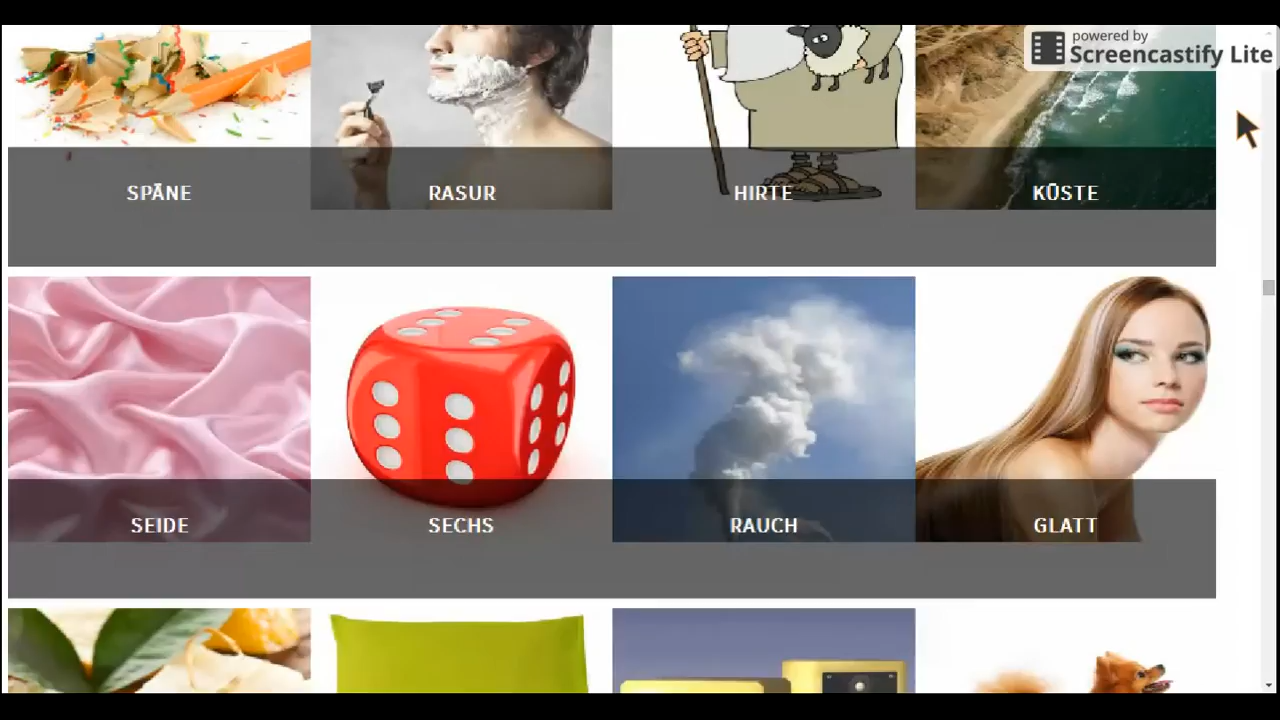 powered by
Screencastify Lite
SPÄNE
RASUR
HIRTE
KÜSTE
SEIDE
SECHS
RAUCH
GLATT